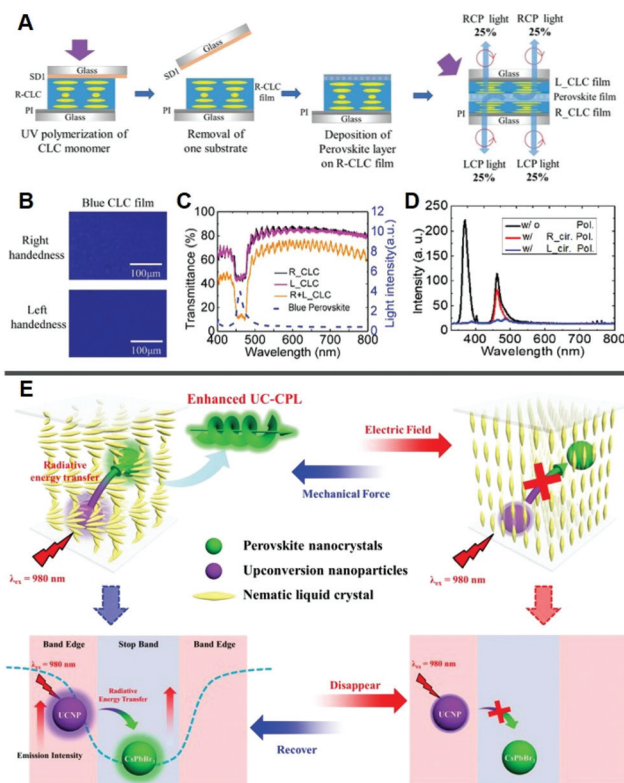 A
Glass
SD1
R-CLC
PI
Glass
UV polymerization of
CLC monomer
Glass
SD1
R-CLC
film
PI
Removal of
one substrate
Deposition of
Perovskite layer
on R-CLC film
RCP light
25%
RCP light
25%
Glass
L_CLC film
Perovskite film
R_CLC film
PI
Glass
LCP light
25%
LCP light
25%
B
Blue CLC film
Right
handedness
100μm
Left
handedness
100μm
C
Transmittance (%)
100
80
60
40
20
0
R_CLC
L_CLC
R+L_CLC
Blue Perovskite
12
10
8
6
4
2
0
Light intensity(a.u.)
400 500 600 700 800
Wavelength (nm)
D
Intensity (a. u.)
250
200
150
100
50
0
w/ o Pol.
w/ R_cir. Pol.
w/ L_cir. Pol.
400 500 600 700 800
Wavelength (nm)
E
Enhanced UC-CPL
Radiative
energy transfer
λex = 980 nm
Electric Field
Mechanical Force
λex = 980 nm
Perovskite nanocrystals
Upconversion nanoparticles
Nematic liquid crystal
Band Edge Stop Band Band Edge
λex = 980 nm
UCNP
Radiative
Energy Transfer
Emission Intensity
CsPbBr3
Disappear
Recover
λex = 980 nm
UCNP
CsPbBr3